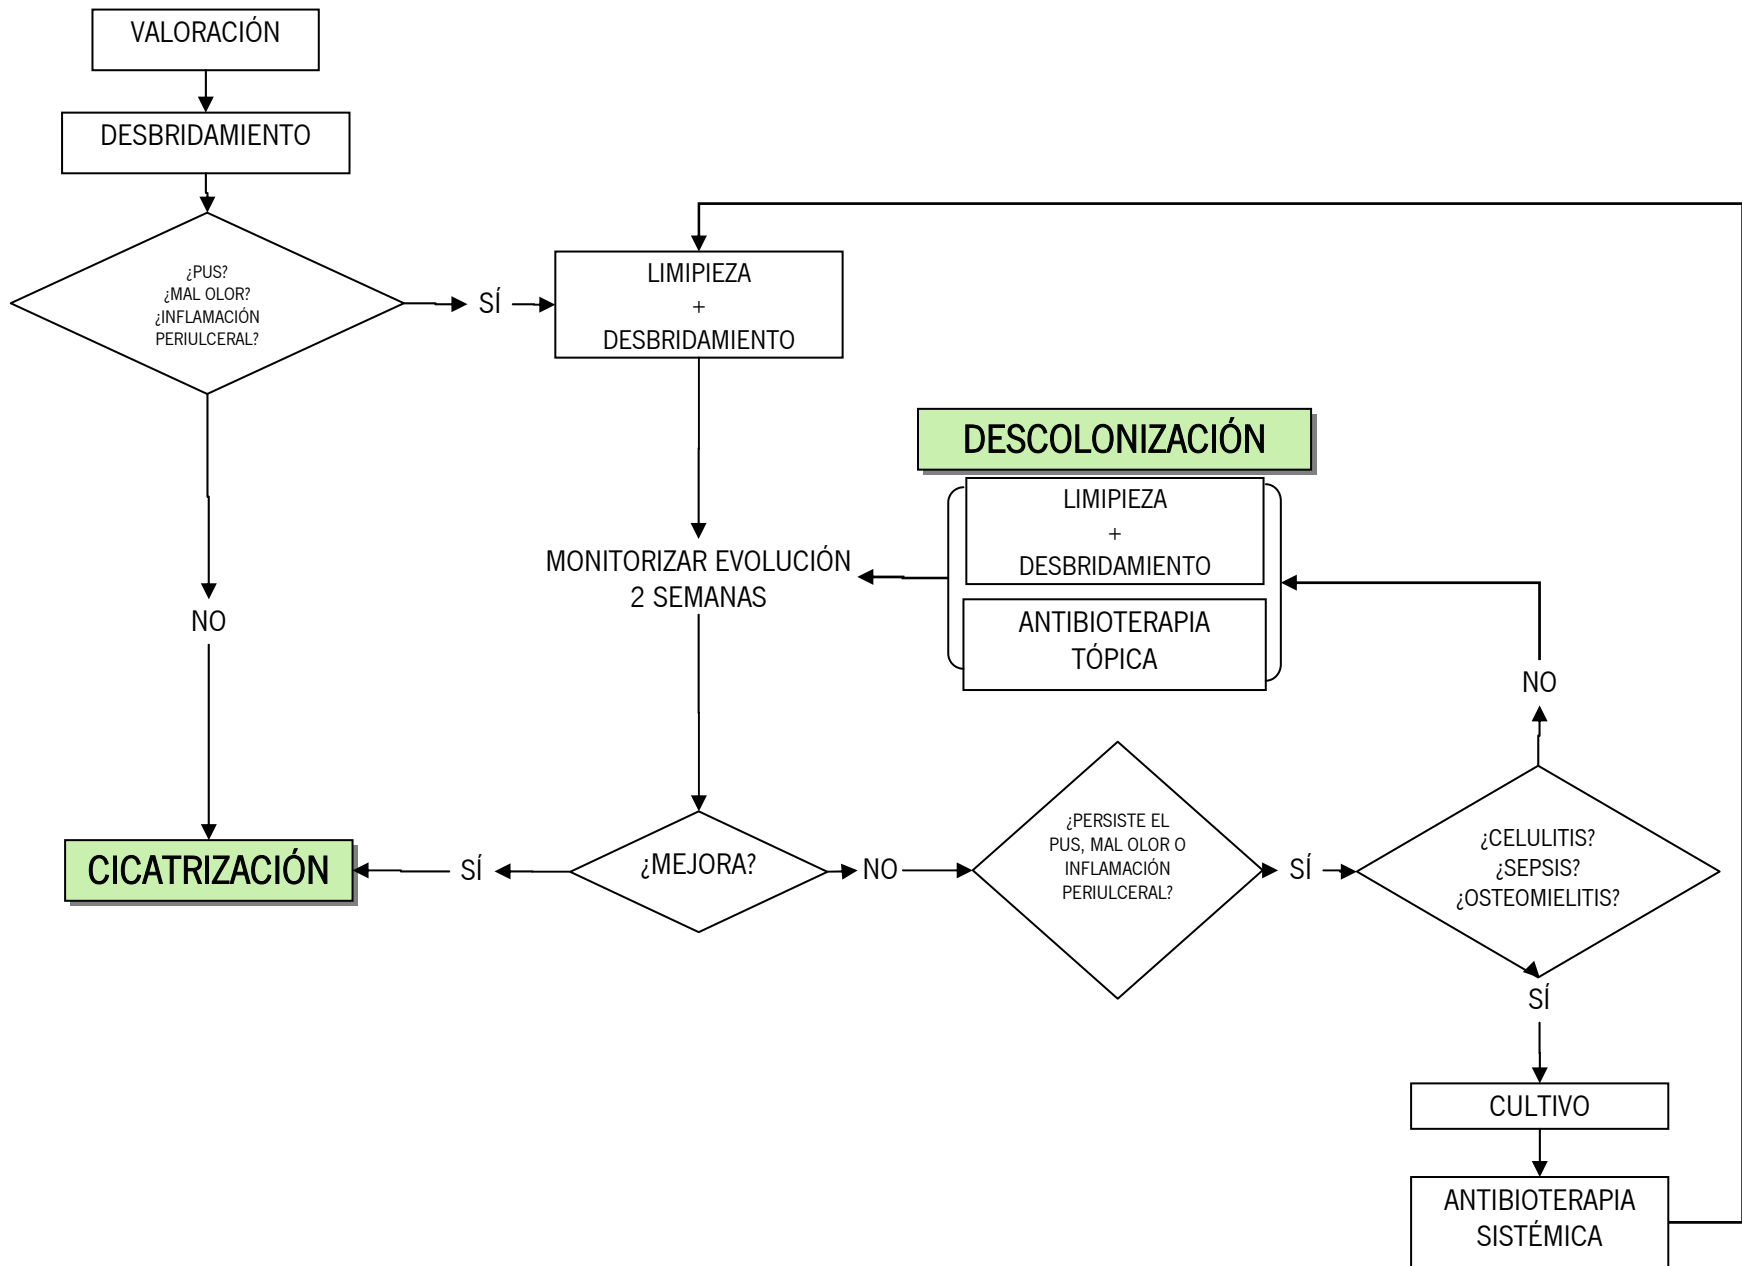 VALORACIÓN
DESBRIDAMIENTO
¿PUS?
¿MAL OLOR?
¿INFLAMACIÓN
PERIULCERAL?
SÍ
LIMIPIEZA
+
DESBRIDAMIENTO
DESCOLONIZACIÓN
LIMIPIEZA
+
DESBRIDAMIENTO
ANTIBIOTERAPIA
TÓPICA
MONITORIZAR EVOLUCIÓN
2 SEMANAS
NO
NO
CICATRIZACIÓN
SÍ
¿MEJORA?
NO
¿PERSISTE EL
PUS, MAL OLOR O
INFLAMACIÓN
PERIULCERAL?
SÍ
¿CELULITIS?
¿SEPSIS?
¿OSTEOMIELITIS?
SÍ
CULTIVO
ANTIBIOTERAPIA
SISTÉMICA